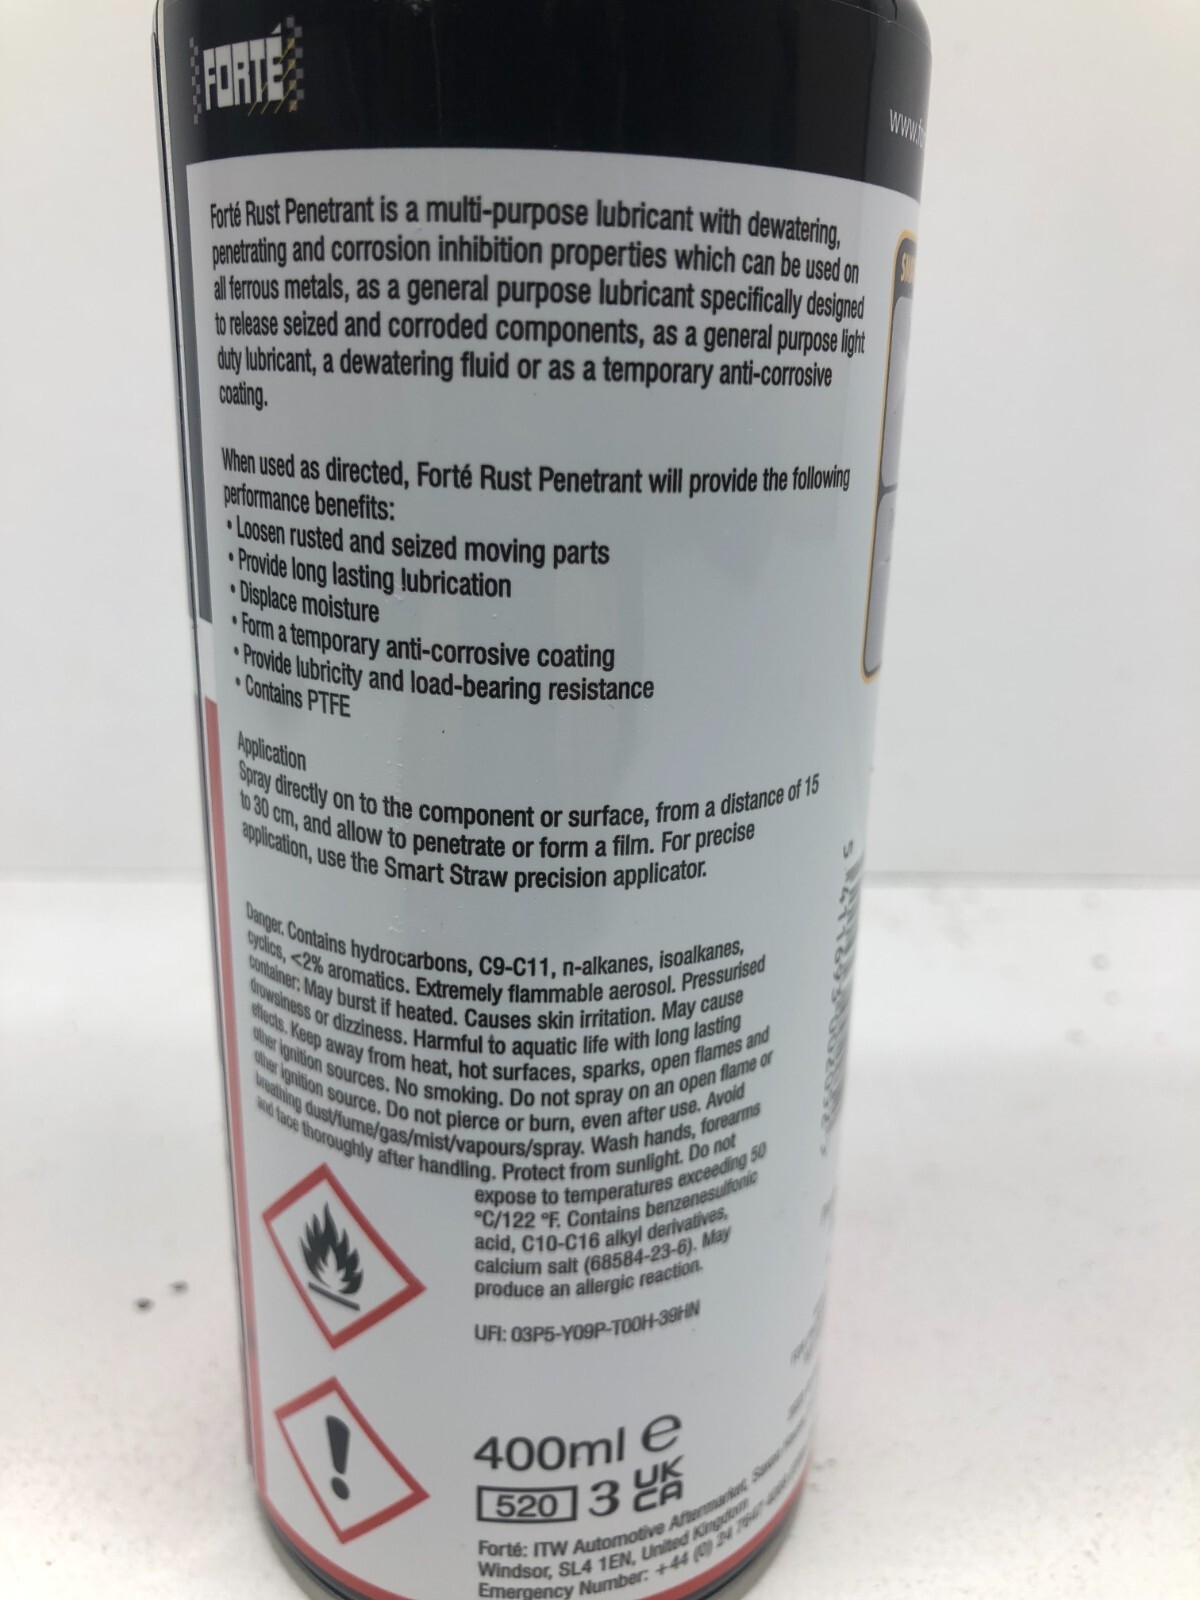 FORTÉ
Forté Rust Penetrant is a multi-purpose lubricant with dewatering,
penetrating and corrosion inhibition properties which can be used on
all ferrous metals, as a general purpose lubricant specifically designed
to release seized and corroded components, as a general purpose light
duty lubricant, a dewatering fluid or as a temporary anti-corrosive
coating.
When used as directed, Forté Rust Penetrant will provide the following
performance benefits:
• Loosen rusted and seized moving parts
• Provide long lasting lubrication
• Displace moisture
• Form a temporary anti-corrosive coating
• Provide lubricity and load-bearing resistance
• Contains PTFE
Application
Spray directly on to the component or surface, from a distance of 15
to 30 cm, and allow to penetrate or form a film. For precise
application, use the Smart Straw precision applicator.
Danger. Contains hydrocarbons, C9-C11, n-alkanes, isoalkanes,
cyclics, <2% aromatics. Extremely flammable aerosol. Pressurised
container: May burst if heated. Causes skin irritation. May cause
drowsiness or dizziness. Harmful to aquatic life with long lasting
effects. Keep away from heat, hot surfaces, sparks, open flames and
other ignition sources. No smoking. Do not spray on an open flame or
other ignition source. Do not pierce or burn, even after use. Avoid
breathing dust/fume/gas/mist/vapours/spray. Wash hands, forearms
and face thoroughly after handling. Protect from sunlight. Do not
expose to temperatures exceeding 50
°C/122 °F. Contains benzenesulfonic
acid, C10-C16 alkyl derivatives,
calcium salt (68584-23-6). May
produce an allergic reaction.
UFI: 03P5-Y09P-T00H-39HN
400ml e
520 3 UK
CA
Forté: ITW Automotive Aftermarket,
Windsor, SL4 1EN, United Kingdom
Emergency Number: +44 (0) 24 7647